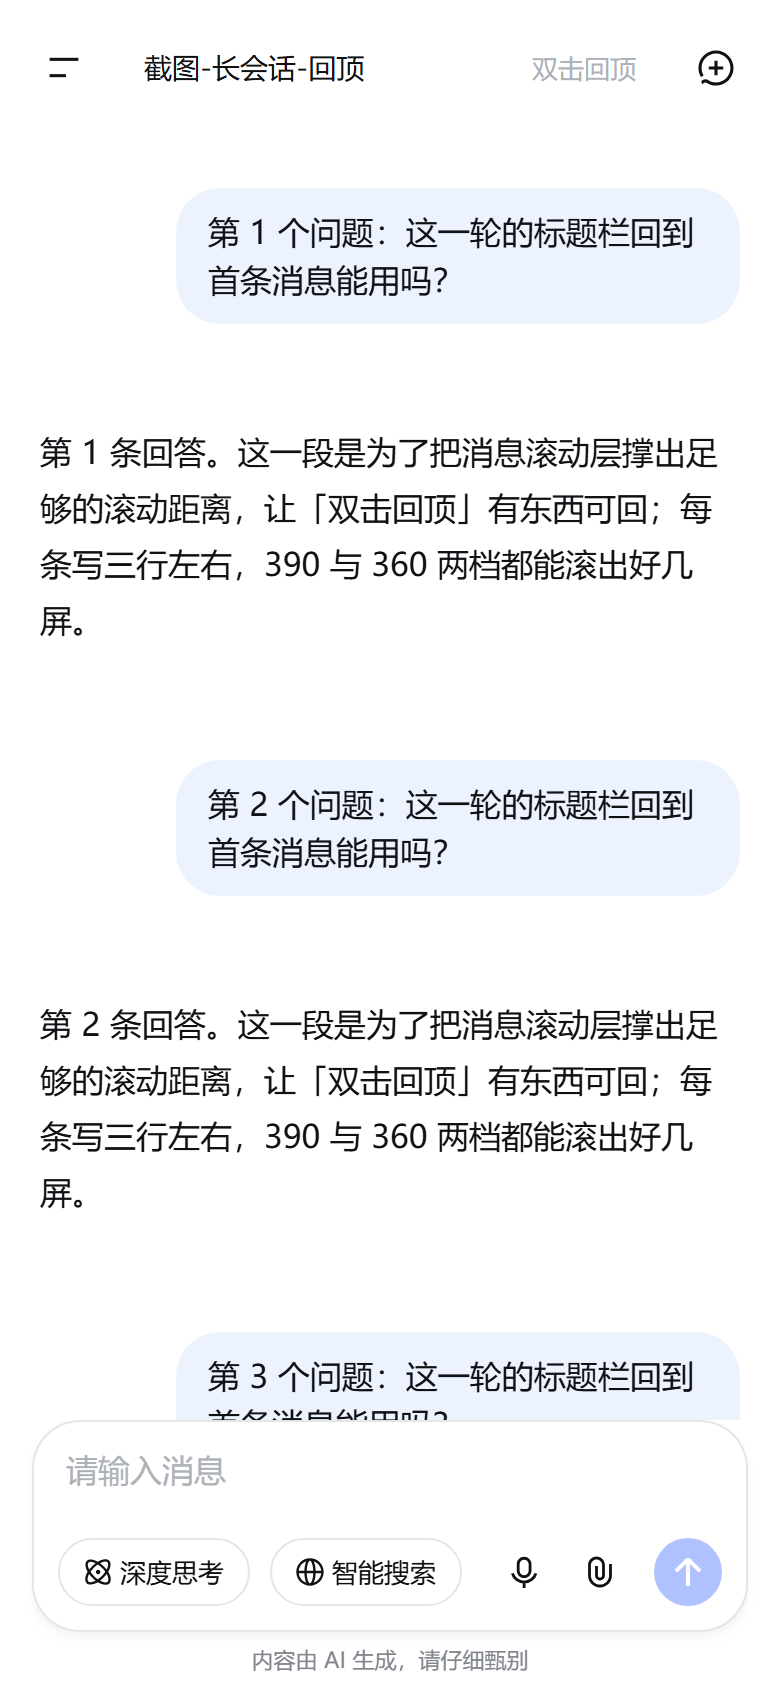 截图-长会话-回顶
双击回顶
第 1 个问题：这一轮的标题栏回到
首条消息能用吗？
第 1 条回答。这一段是为了把消息滚动层撑出足
够的滚动距离，让「双击回顶」有东西可回；每
条写三行左右，390 与 360 两档都能滚出好几
屏。
第 2 个问题：这一轮的标题栏回到
首条消息能用吗？
第 2 条回答。这一段是为了把消息滚动层撑出足
够的滚动距离，让「双击回顶」有东西可回；每
条写三行左右，390 与 360 两档都能滚出好几
屏。
第 3 个问题：这一轮的标题栏回到
首条消息能用吗？
请输入消息
深度思考
智能搜索
内容由 AI 生成，请仔细甄别